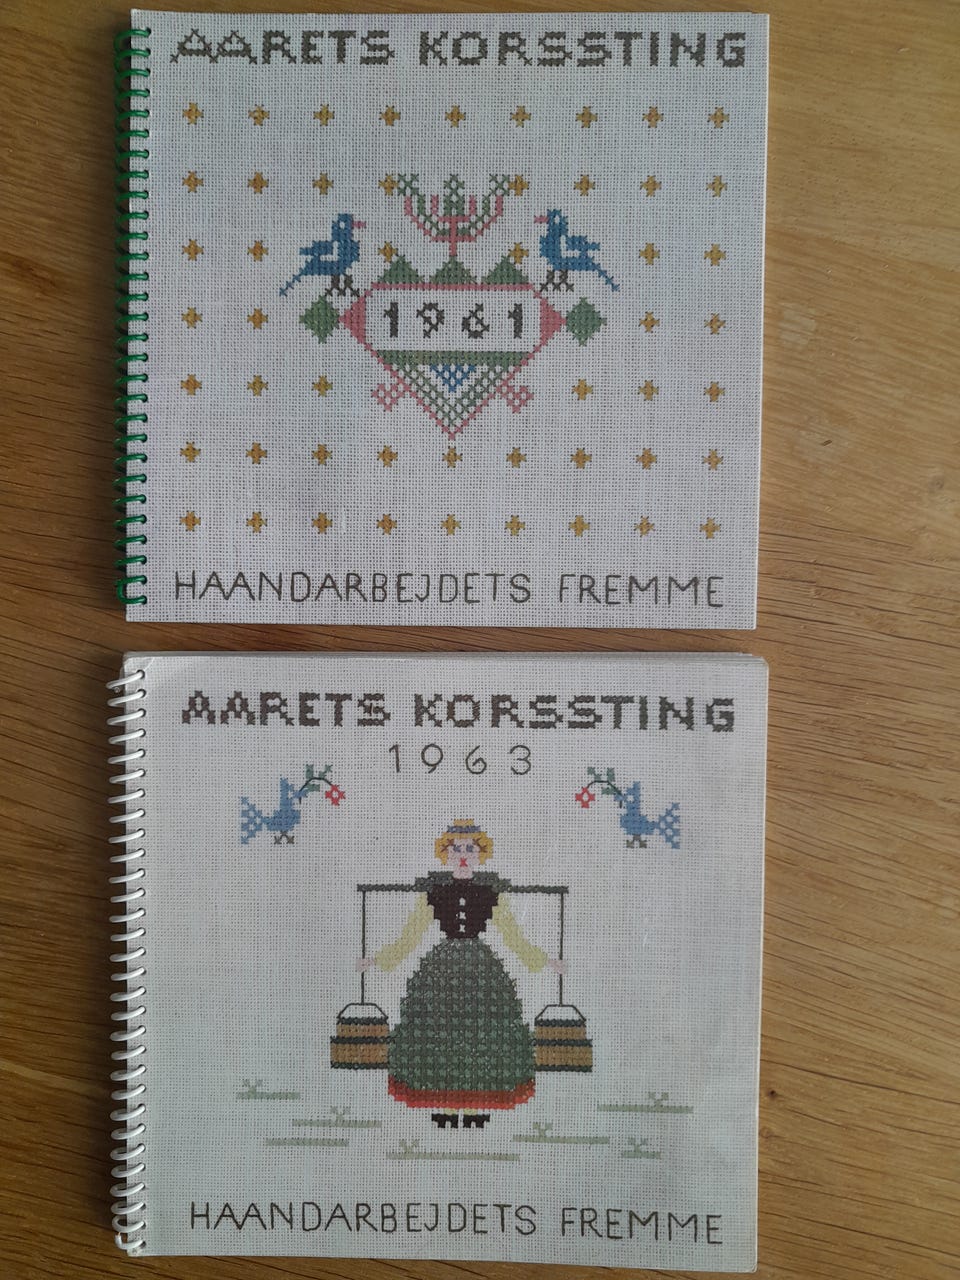 AARETS KORSSTING
1961
HAANDARBEJDETS FREMME
AARETS KORSSTING
1963
HAANDARBEJDETS FREMME